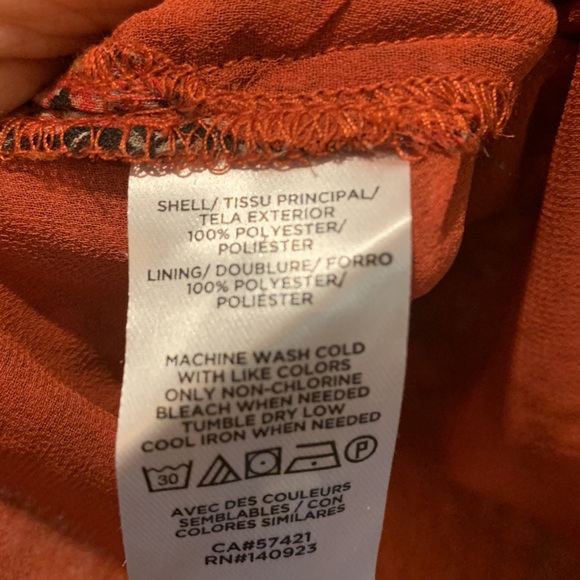 SHELL/ TISSU PRINCIPAL/
TELA EXTERIOR
100% POLYESTER/
POLIÉSTER
LINING/ DOUBLURE/ FORRO
100% POLYESTER/
POLIÉSTER
MACHINE WASH COLD
WITH LIKE COLORS
ONLY NON-CHLORINE
BLEACH WHEN NEEDED
TUMBLE DRY LOW
COOL IRON WHEN NEEDED
30 P
AVEC DES COULEURS
SEMBLABLES / CON
COLORES SIMILARES
CA#57421
RN#140923